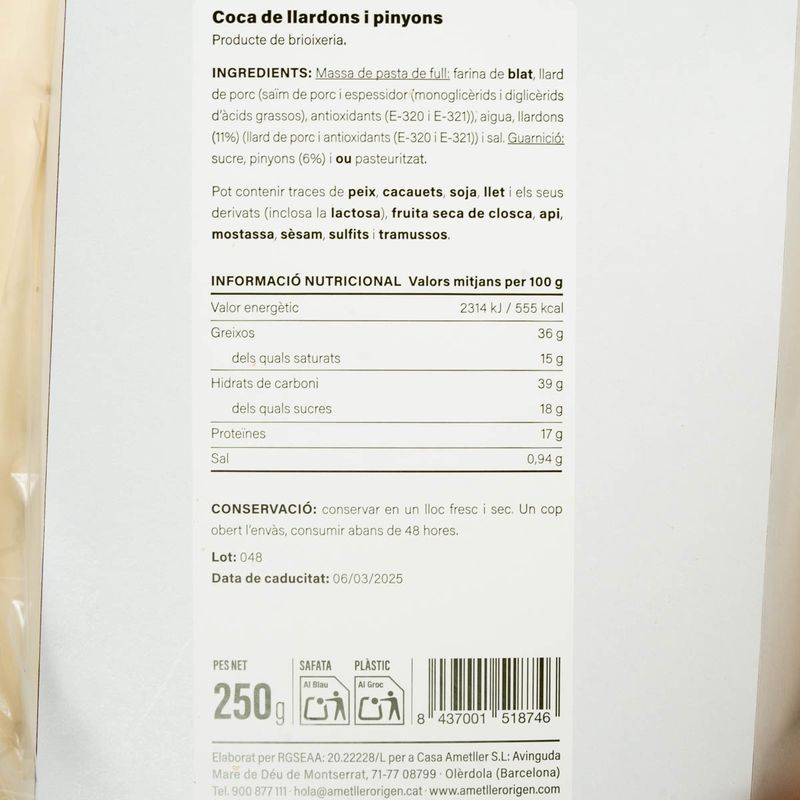 Coca de llardons i pinyons
Producte de brioixeria.
INGREDIENTS: Massa de pasta de full: farina de blat, llard
de porc (saïm de porc i espessidor (monoglicèrids i diglicèrids
d'àcids grassos), antioxidants (E-320 i E-321)), aigua, llardons
(11%) (llard de porc i antioxidants (E-320 i E-321)) i sal. Guarnició:
sucre, pinyons (6%) i ou pasteuritzat.
Pot contenir traces de peix, cacauets, soja, llet i els seus
derivats (inclosa la lactosa), fruita seca de closca, api,
mostassa, sèsam, sulfits i tramussos.
INFORMACIÓ NUTRICIONAL Valors mitjans per 100 g
Valor energètic 2314 kJ / 555 kcal
Greixos 36 g
dels quals saturats 15 g
Hidrats de carboni 39 g
dels quals sucres 18 g
Proteïnes 17 g
Sal 0,94 g
CONSERVACIÓ: conservar en un lloc fresc i sec. Un cop
obert l'envàs, consumir abans de 48 hores.
Lot: 048
Data de caducitat: 06/03/2025
PES NET SAFATA PLÀSTIC
Al Blau Al Groc
250g
8 437001 518746
Elaborat per RGSEAA: 20.22228/L per a Casa Ametller S.L: Avinguda
Mare de Déu de Montserrat, 71-77 08799 · Olèrdola (Barcelona)
Tel. 900 877 111 · hola@ametllerorigen.cat · www.ametllerorigen.com